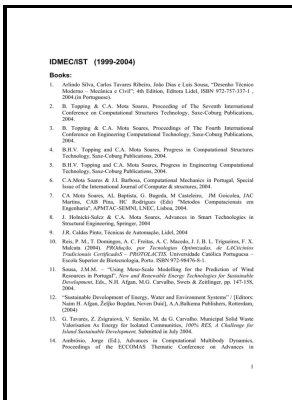 IDMEC/IST (1999-2004)
Books:
1. Arlindo Silva, Carlos Tavares Ribeiro, João Dias e Luís Sousa, "Desenho Técnico
Moderno – Mecânica e Civil"; 4th Edition, Editora Lidel, ISBN 972-757-337-1 ,
2004.(in Portuguese).
2. B. Topping & C.A. Mota Soares, Proceeding of The Seventh International
Conference on Computational Structures Technology, Saxe-Coburg Publications,
2004.
3. B. Topping & C.A. Mota Soares, Proceedings of The Fourth International
Conference on Engineering Computational Technology, Saxe-Coburg Publications,
2004.
4. B.H.V. Topping and C.A. Mota Soares, Progress in Computational Structures
Technology, Saxe-Coburg Publications, 2004.
5. B.H.V. Topping and C.A. Mota Soares, Progress in Engineering Computational
Technology, Saxe-Coburg Publications, 2004.
6. C.A.Mota Soares & J.I. Barbosa, Computational Mechanics in Portugal, Special
Issue of the International Journal of Computer & structures, 2004.
7. CA Mota Soares, AL Baptista, G. Bugeda, M Casteleiro, JM Goicolea, JAC
Martins, CAB Pina, HC Rodrigues (Eds) "Metodos Computacionais em
Engenharia", APMTAC-SEMNI, LNEC, Lisboa, 2004.
8. J. Holnicki-Szulc & C.A. Mota Soares, Advances in Smart Technologies in
Structural Engineering, Springer, 2004
9. J.R. Caldas Pinto, Técnicas de Automação, Lidel, 2004
10. Reis, P. M., T. Domingos, A. C. Freitas, A. C. Macedo, J. J. B. L. Trigueiros, F. X.
Malcata (2004). PROdução, por Tecnologias Optimizadas, de LACticínios
Tradicionais CertificadoS – PROTOLACTIS. Universidade Católica Portuguesa –
Escola Superior de Biotecnologia, Porto. ISBN 972-98476-8-1.
11. Sousa, J.M.M. – "Using Meso-Scale Modelling for the Prediction of Wind
Resources in Portugal". New and Renewable Energy Technologies for Sustainable
Development, Eds., N.H. Afgan, M.G. Carvalho, Swets & Zeitlinger, pp. 147-158,
2004.
12. "Sustainable Development of Energy, Water and Environment Systems" / [Editors:
Naim H. Afgan, Željko Bogdan, Neven Duić], A.A.Bulkema Publishers, Rotterdam,
(2004)
13. G. Tavares, Z. Zsigraiová, V. Semião, M. da G. Carvalho. Municipal Solid Waste
Valorisation As Energy for Isolated Communities, 100% RES, A Challenge for
Island Sustainable Development. Submitted in July 2004.
14. Ambrósio, Jorge (Ed.), Advances in Computational Multibody Dynamics,
Proceedings of the ECCOMAS Thematic Conference on Advances in
1